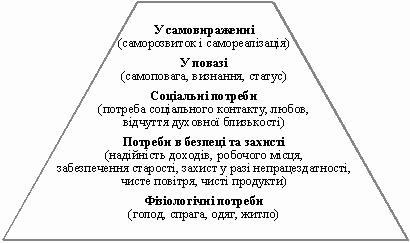 У самовираженні
(саморозвиток і самореалізація)
У повазі
(самоповага, визнання, статус)
Соціальні потреби
(потреба соціального контакту, любов,
відчуття духовної близькості)
Потреби в безпеці та захисті
(надійність доходів, робочого місця,
забезпечення старості, захист у разі непрацездатності,
чисте повітря, чисті продукти)
Фізіологічні потреби
(голод, спрага, одяг, житло)